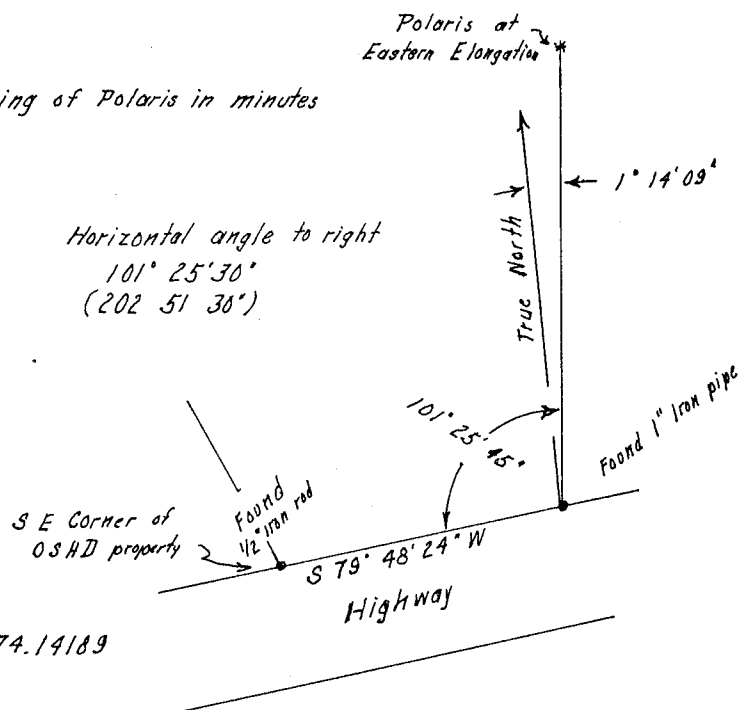 Polaris at
Eastern Elongation
ing of Polaris in minutes
1° 14' 09"
Horizontal angle to right
101° 25' 30"
(202 51 30")
True North
101° 25' 45"
Found 1" Iron pipe
Found
1/2" Iron rod
S E Corner of
OSHD property
S 79° 48' 24" W
Highway
74.14189